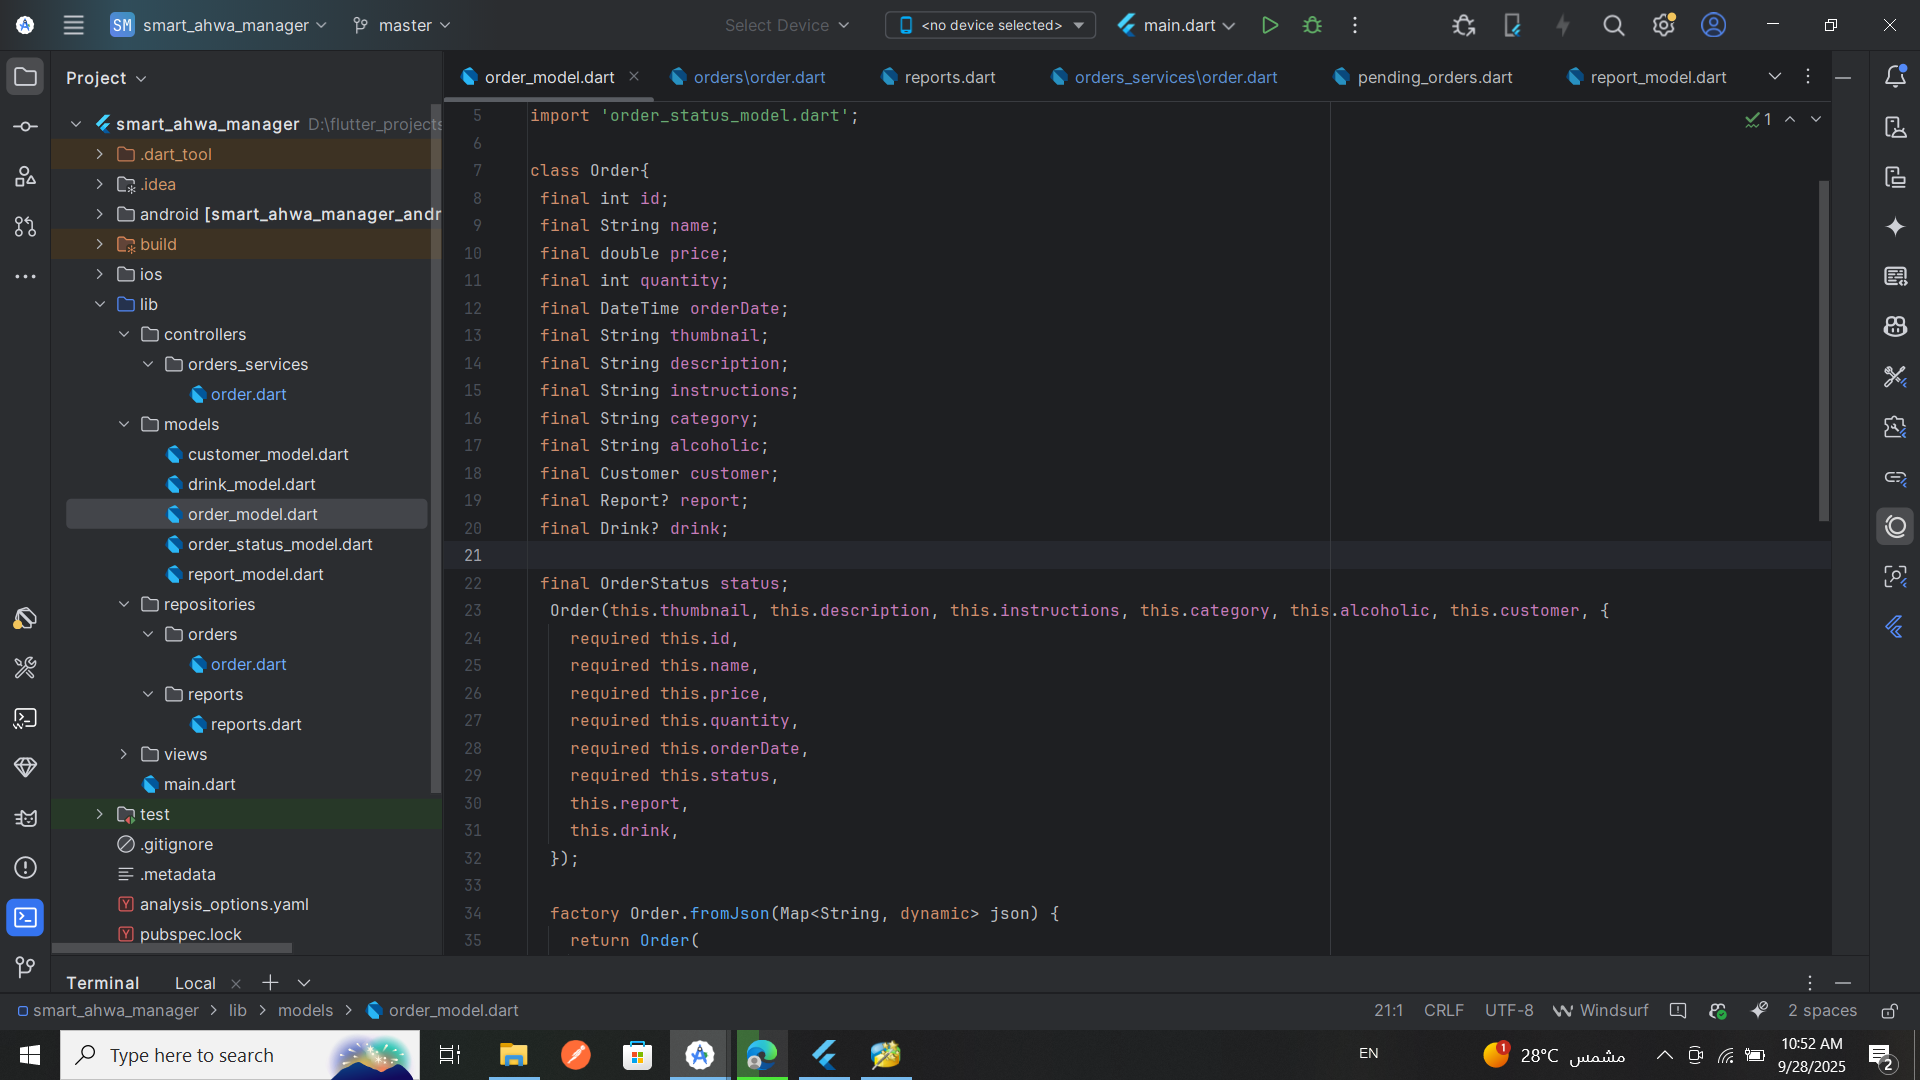 SM smart_ahwa_manager master Select Device <no device selected> main.dart
Project
smart_ahwa_manager D:\flutter_projects
.dart_tool
.idea
android [smart_ahwa_manager_andr
build
ios
lib
controllers
orders_services
order.dart
models
customer_model.dart
drink_model.dart
order_model.dart
order_status_model.dart
report_model.dart
repositories
orders
order.dart
reports
reports.dart
views
main.dart
test
.gitignore
.metadata
analysis_options.yaml
pubspec.lock
order_model.dart orders\order.dart reports.dart orders_services\order.dart pending_orders.dart report_model.dart
1
5 import 'order_status_model.dart';
6
7 class Order{
8 final int id;
9 final String name;
10 final double price;
11 final int quantity;
12 final DateTime orderDate;
13 final String thumbnail;
14 final String description;
15 final String instructions;
16 final String category;
17 final String alcoholic;
18 final Customer customer;
19 final Report? report;
20 final Drink? drink;
21
22 final OrderStatus status;
23 Order(this.thumbnail, this.description, this.instructions, this.category, this.alcoholic, this.customer, {
24 required this.id,
25 required this.name,
26 required this.price,
27 required this.quantity,
28 required this.orderDate,
29 required this.status,
30 this.report,
31 this.drink,
32 });
33
34 factory Order.fromJson(Map<String, dynamic> json) {
35 return Order(
Terminal Local
smart_ahwa_manager > lib > models > order_model.dart
21:1 CRLF UTF-8 Windsurf 2 spaces
Type here to search
EN
1
28°C مشمس
10:52 AM
9/28/2025
2